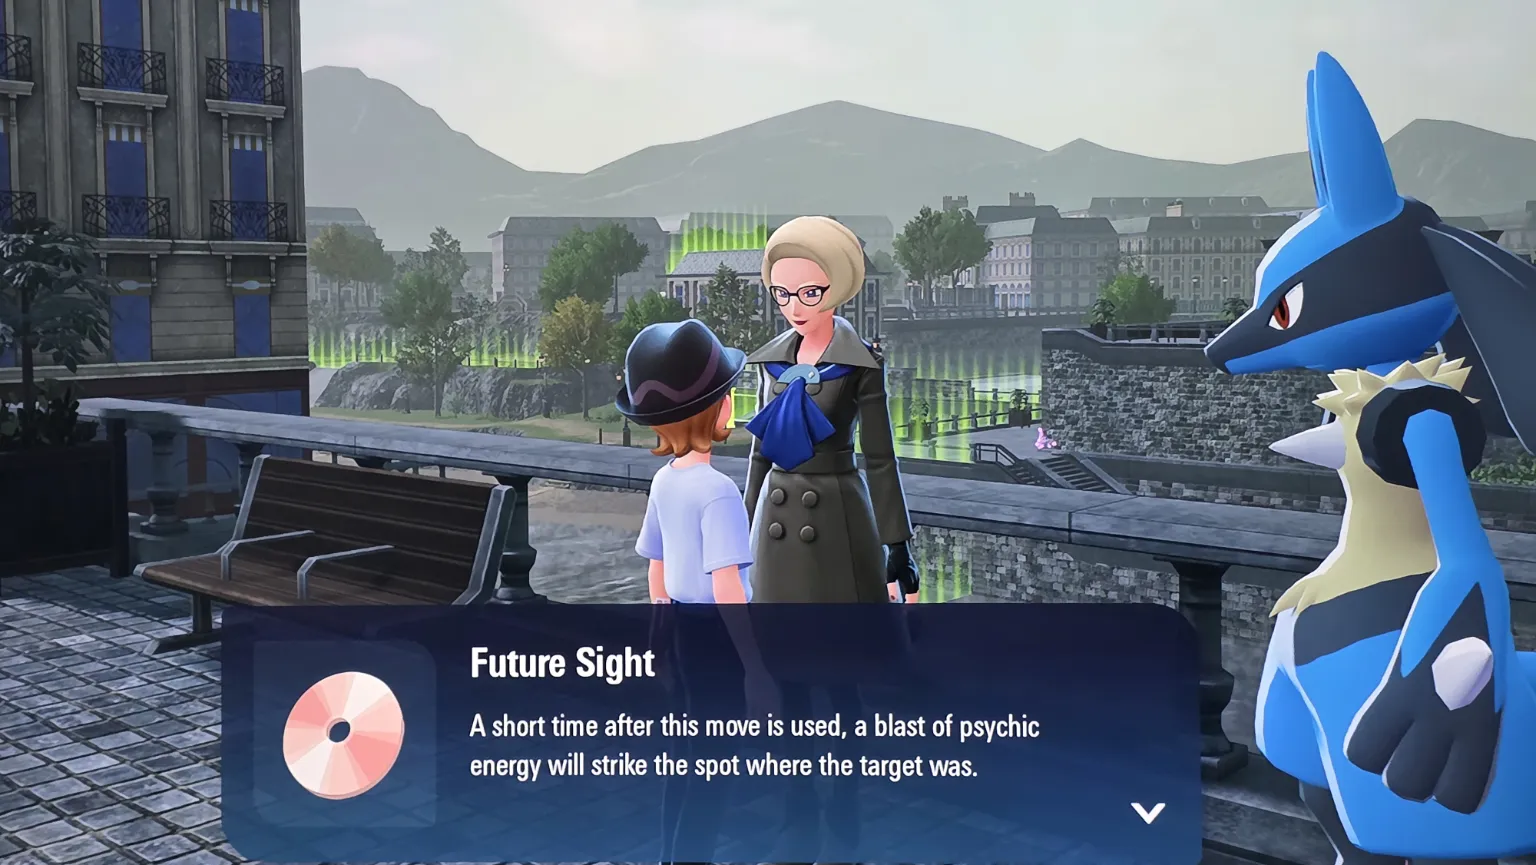 Future Sight
A short time after this move is used, a blast of psychic
energy will strike the spot where the target was.